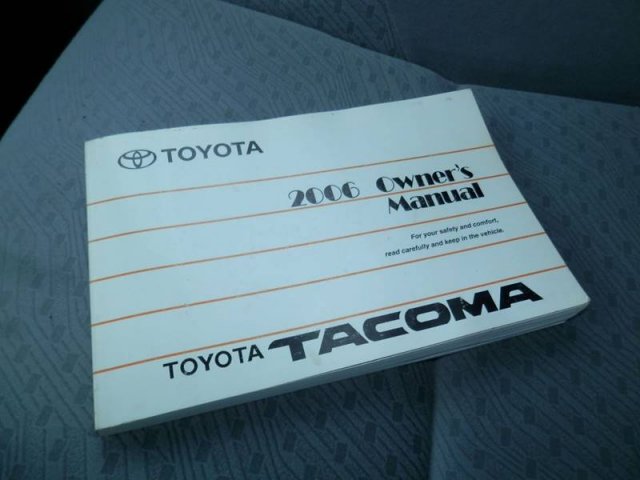 TOYOTA
2006 Owner's
Manual
For your safety and comfort,
read carefully and keep in the vehicle.
TOYOTA TACOMA